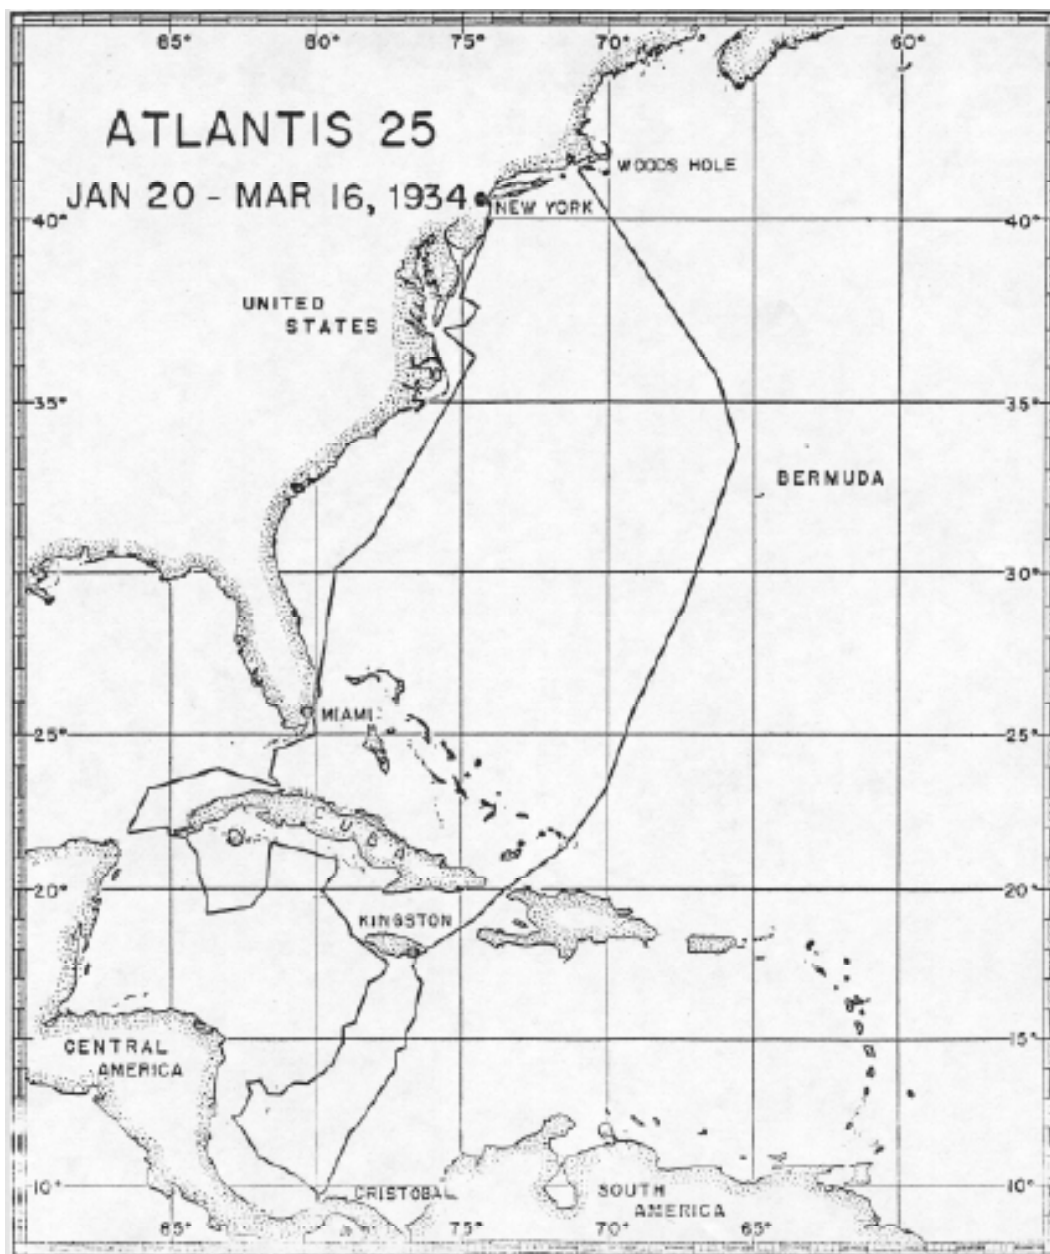 85° 80° 75° 70° 60°
ATLANTIS 25
WOODS HOLE
JAN 20 - MAR 16, 1934
NEW YORK
40° 40°
UNITED
STATES
35° 35°
BERMUDA
30° 30°
MIAMI
25° 25°
20° 20°
KINGSTON
15° 15°
CENTRAL
AMERICA
10° CRISTOBAL SOUTH 10°
AMERICA
85° 80° 75° 70° 65° 60°